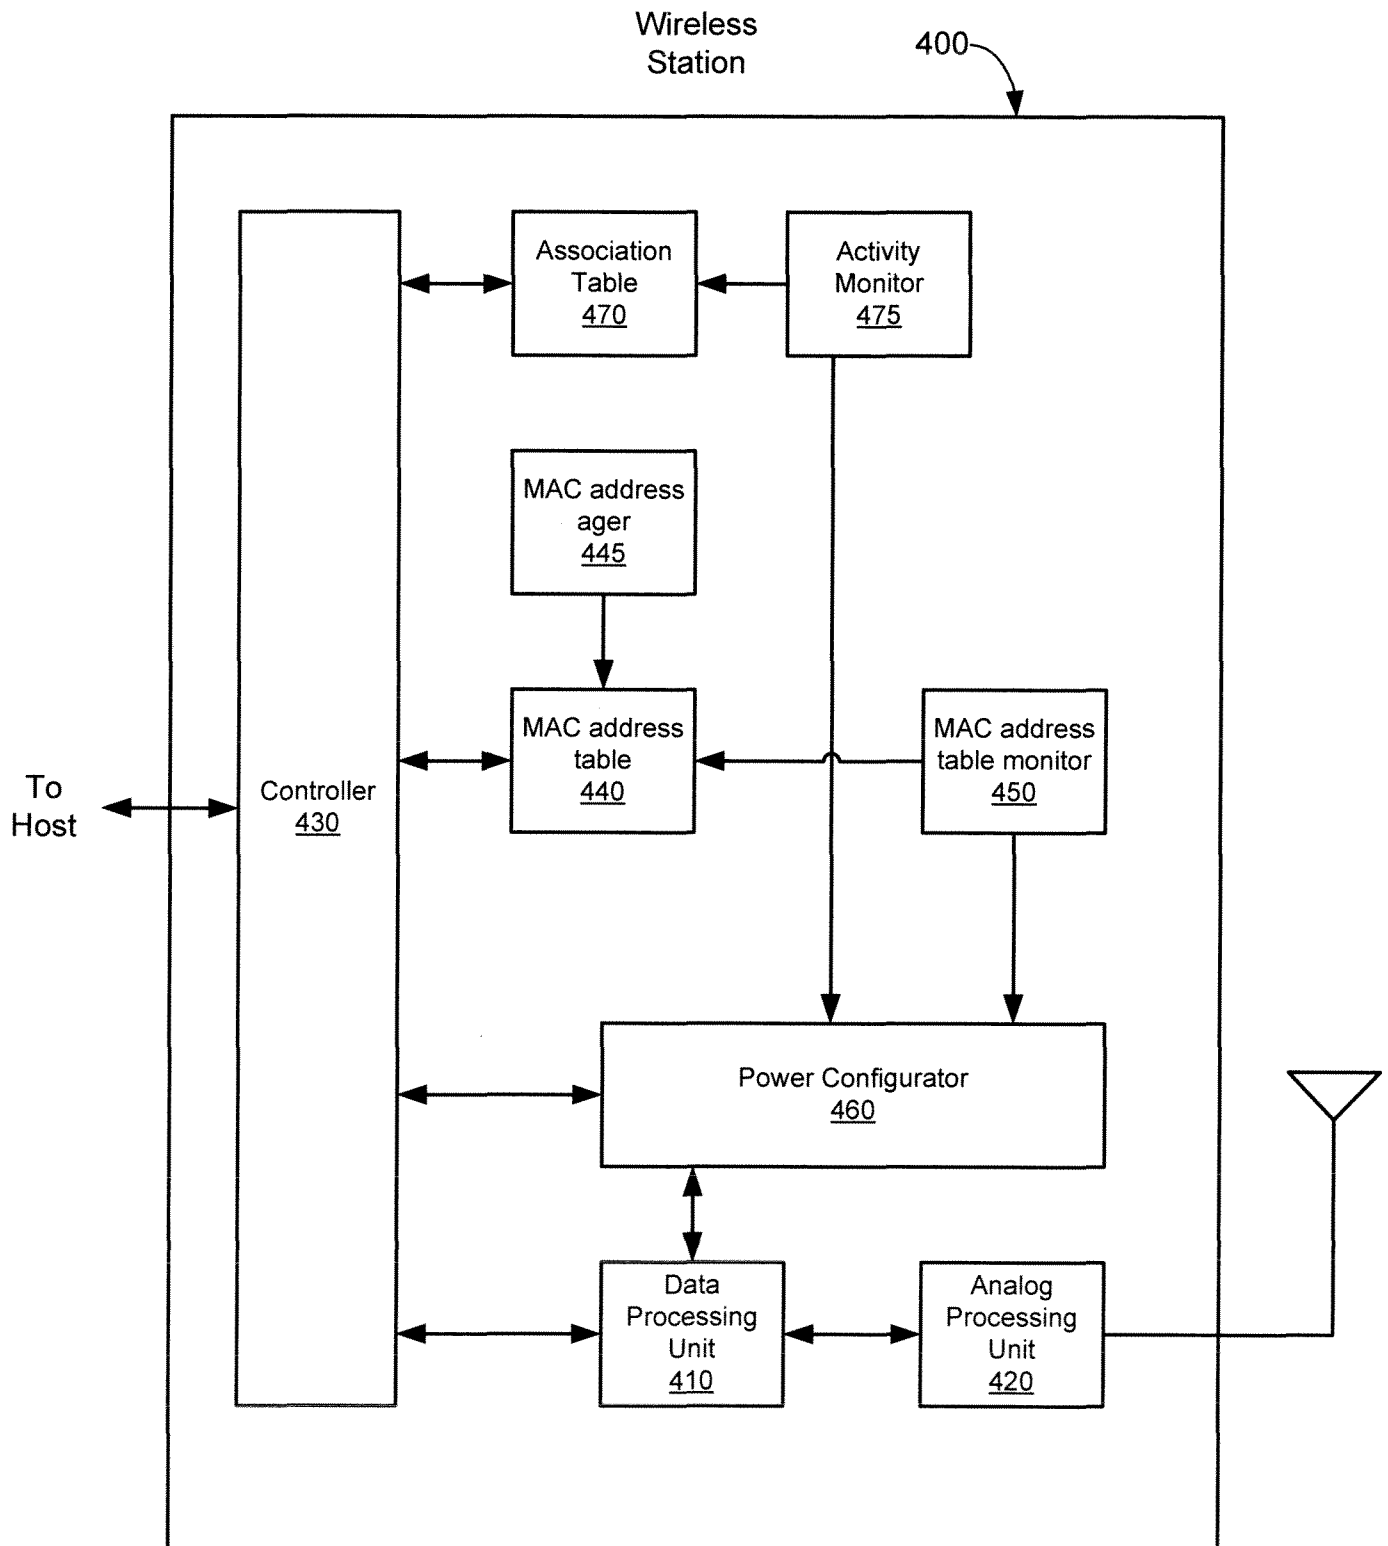 Wireless
Station
400
Association
Table
470
Activity
Monitor
475
MAC address
ager
445
MAC address
table
440
MAC address
table monitor
450
To
Host
Controller
430
Power Configurator
460
Data
Processing
Unit
410
Analog
Processing
Unit
420